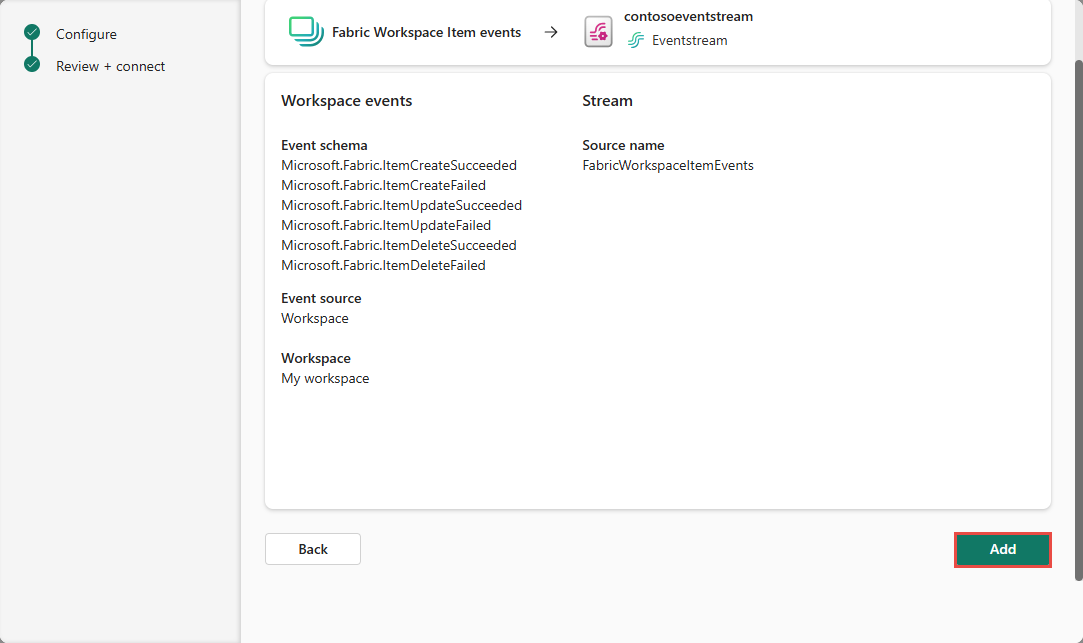 Configure
Review + connect
Fabric Workspace Item events
contosoeventstream
Eventstream
Workspace events
Event schema
Microsoft.Fabric.ItemCreateSucceeded
Microsoft.Fabric.ItemCreateFailed
Microsoft.Fabric.ItemUpdateSucceeded
Microsoft.Fabric.ItemUpdateFailed
Microsoft.Fabric.ItemDeleteSucceeded
Microsoft.Fabric.ItemDeleteFailed
Event source
Workspace
Workspace
My workspace
Stream
Source name
FabricWorkspaceItemEvents
Back
Add